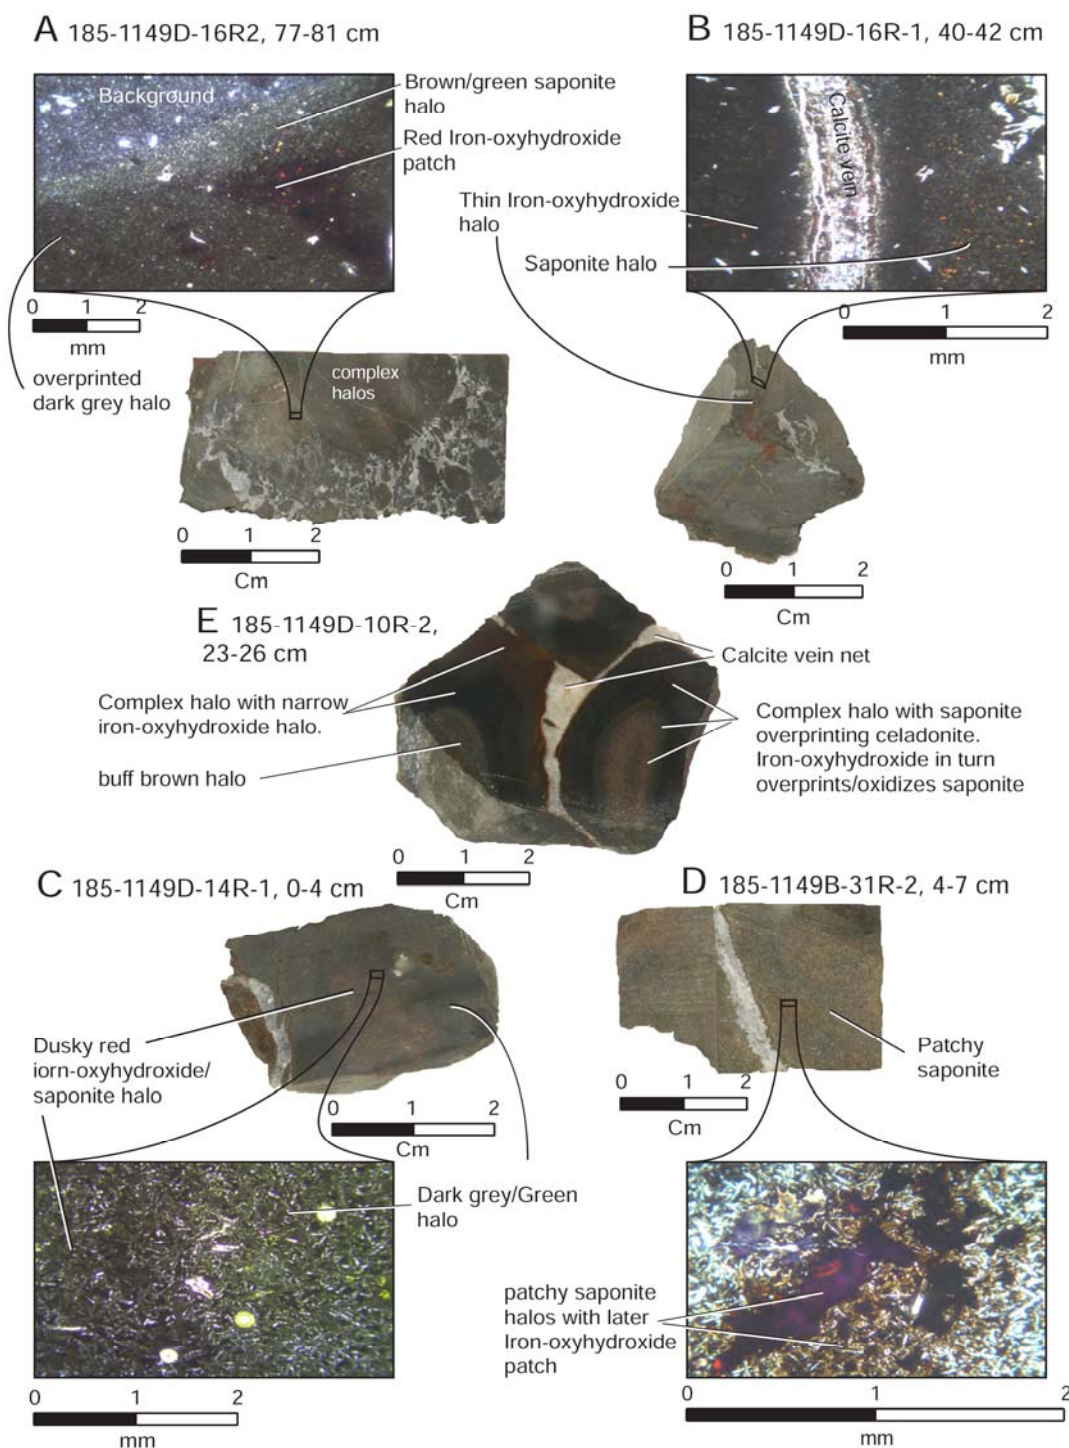 A 185-1149D-16R2, 77-81 cm
Background
Brown/green saponite
halo
Red Iron-oxyhydroxide
patch
0 1 2
mm
overprinted
dark grey halo
complex
halos
0 1 2
Cm
B 185-1149D-16R-1, 40-42 cm
Calcite vein
Thin Iron-oxyhydroxide
halo
Saponite halo
0 1 2
mm
0 1 2
Cm
E 185-1149D-10R-2,
23-26 cm
Calcite vein net
Complex halo with narrow
iron-oxyhydroxide halo.
buff brown halo
Complex halo with saponite
overprinting celadonite.
Iron-oxyhydroxide in turn
overprints/oxidizes saponite
0 1 2
Cm
C 185-1149D-14R-1, 0-4 cm
Dusky red
iorn-oxyhydroxide/
saponite halo
0 1 2
Cm
Dark grey/Green
halo
0 1 2
mm
D 185-1149B-31R-2, 4-7 cm
Patchy
saponite
0 1 2
Cm
patchy saponite
halos with later
Iron-oxyhydroxide
patch
0 1 2
mm